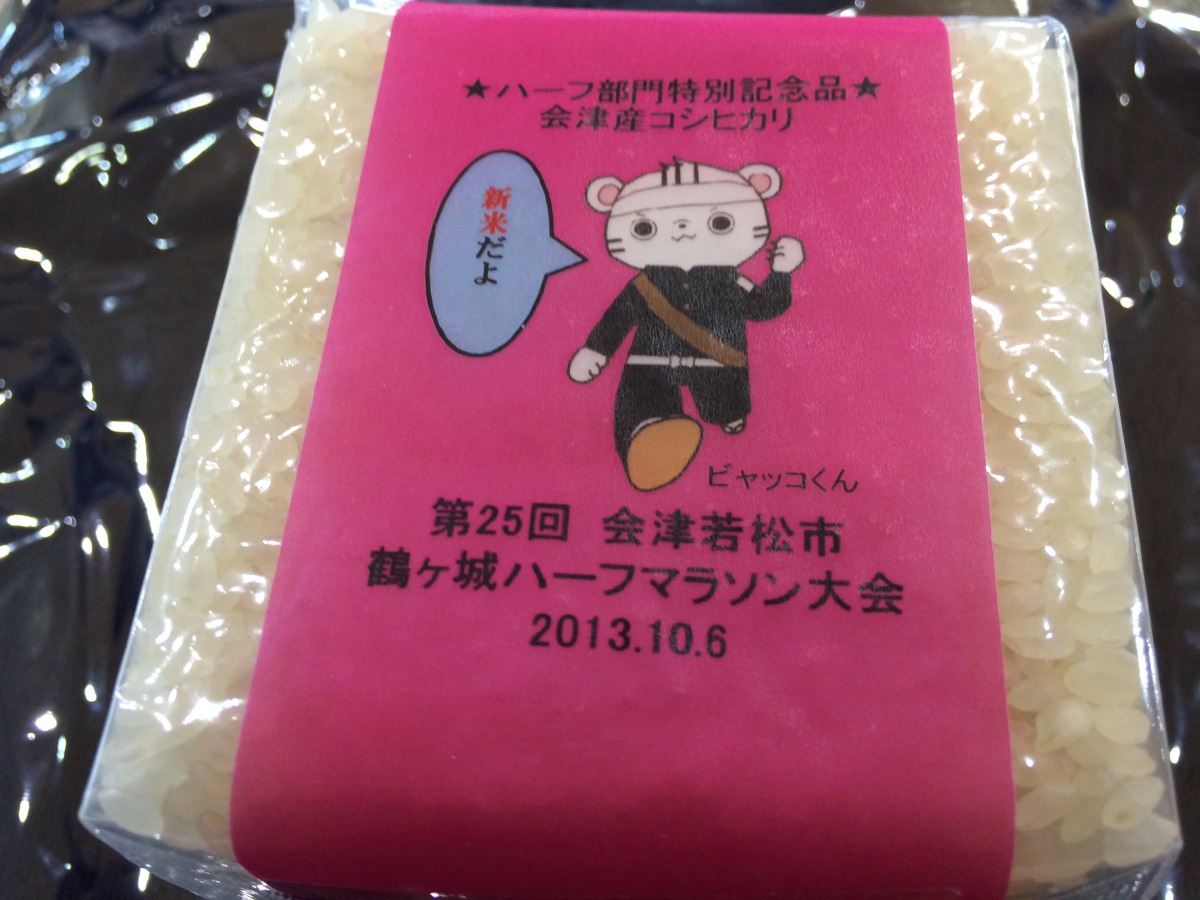 ★ハーフ部門特別記念品★
会津産コシヒカリ
新米だよ
ビャッコくん
第25回 会津若松市
鶴ヶ城ハーフマラソン大会
2013.10.6